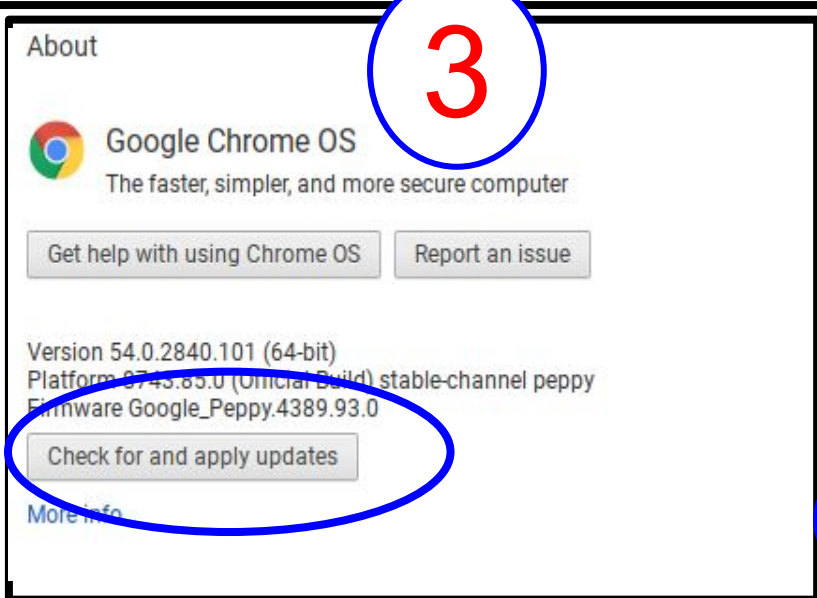 About
3
Google Chrome OS
The faster, simpler, and more secure computer
Get help with using Chrome OS
Report an issue
Version 54.0.2840.101 (64-bit)
Platform 8743.85.0 (Official Build) stable-channel peppy
Firmware Google_Peppy.4389.93.0
Check for and apply updates
More info